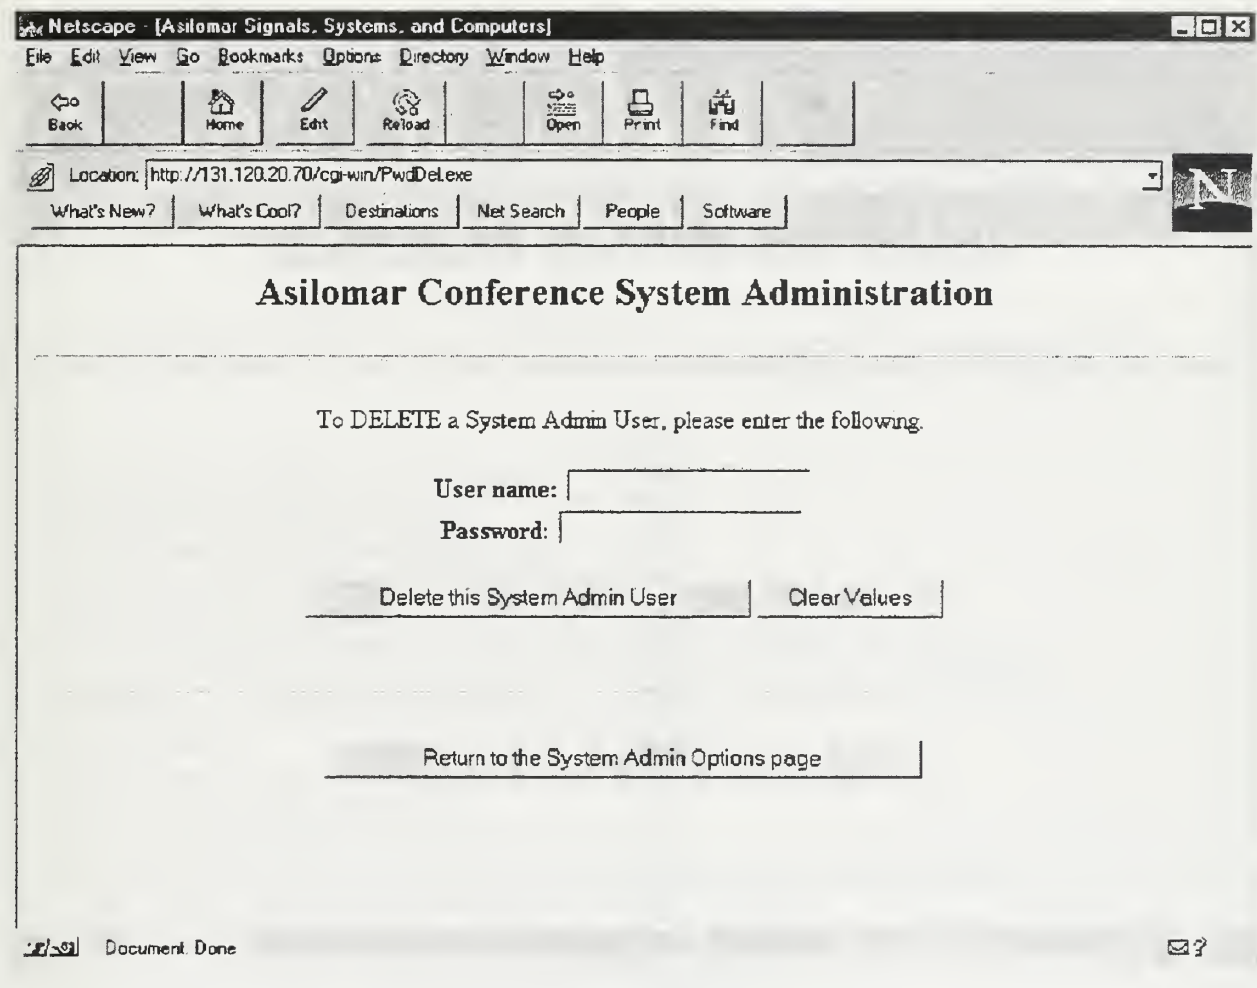 Netscape - [Asilomar Signals, Systems, and Computers]
File Edit View Go Bookmarks Options Directory Window Help
Back Home Edit Reload Open Print Find
Location: http://131.120.20.70/cgi-win/PwdDel.exe
What's New? What's Cool? Destinations Net Search People Software
N
Asilomar Conference System Administration
To DELETE a System Admin User, please enter the following.
User name:
Password:
Delete this System Admin User Clear Values
Return to the System Admin Options page
Document: Done
?